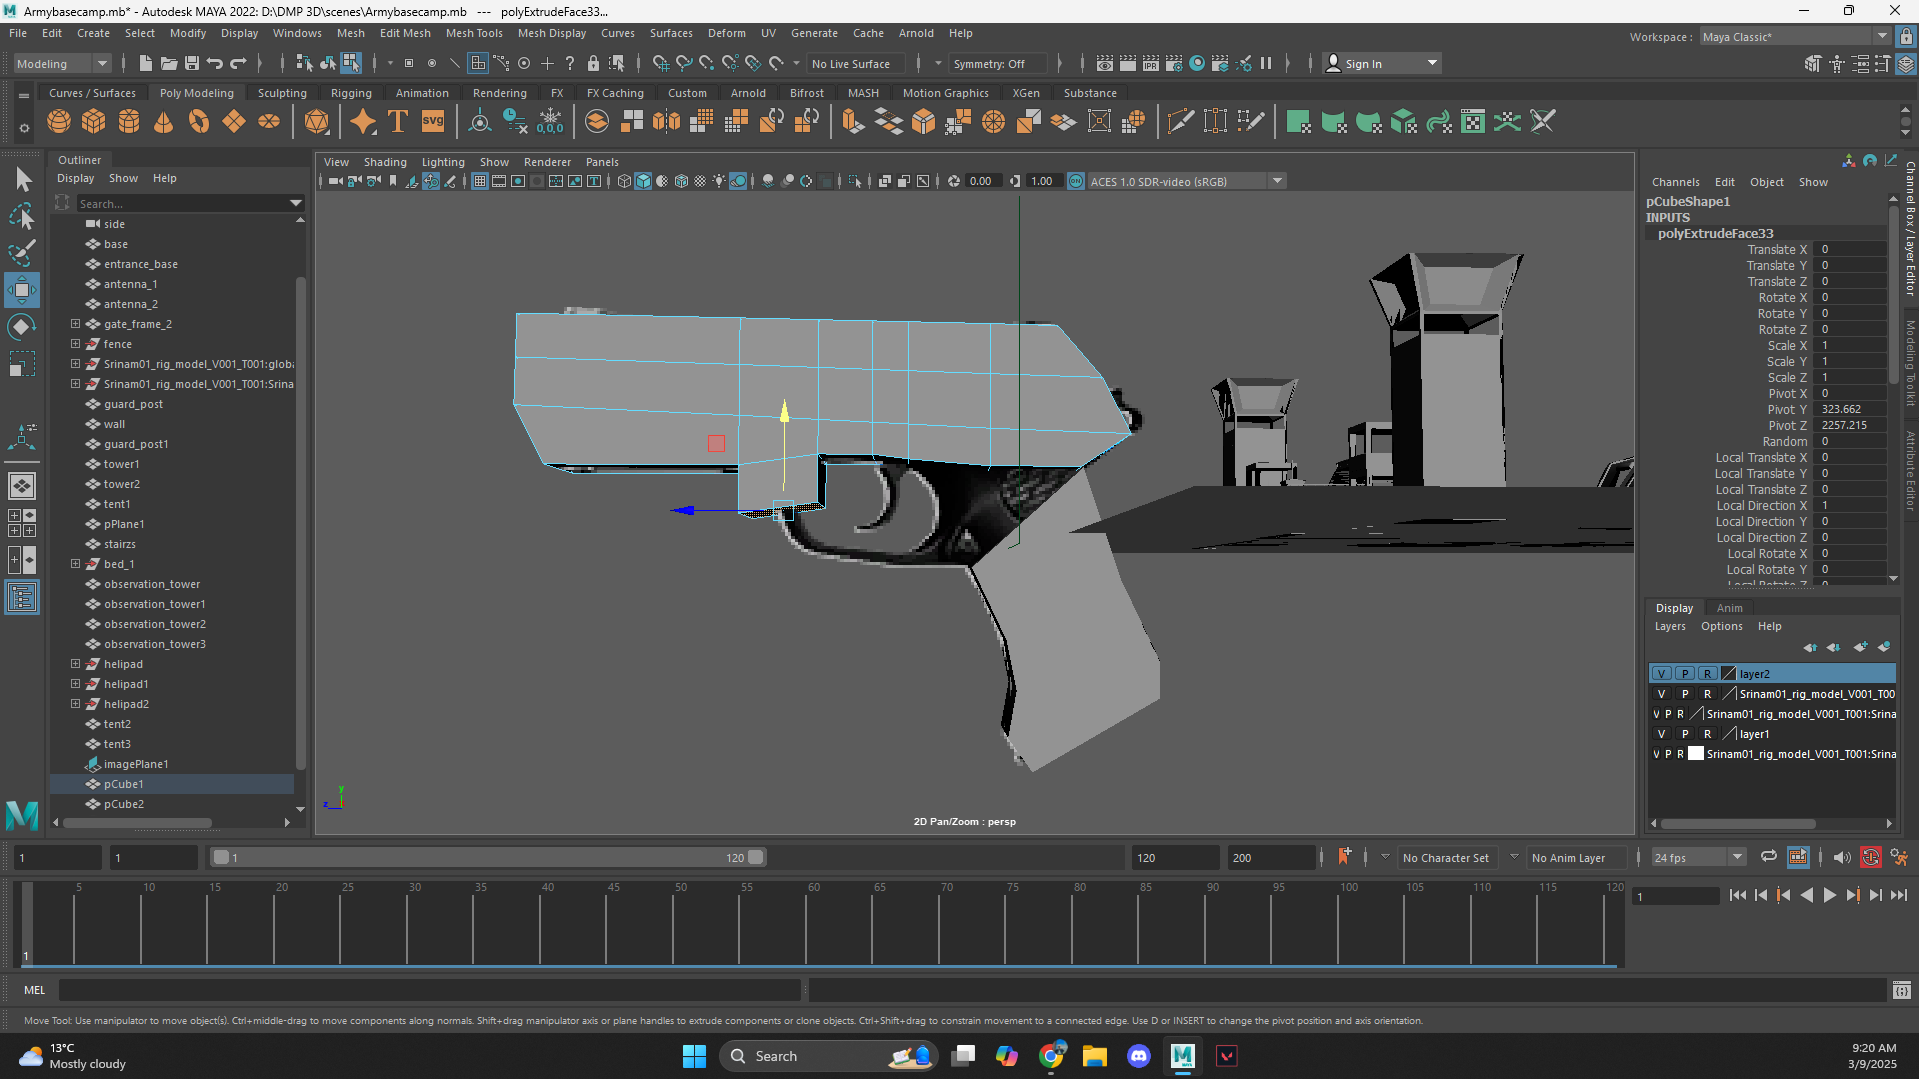 Armybasecamp.mb* - Autodesk MAYA 2022: D:\DMP 3D\scenes\Armybasecamp.mb   ---   polyExtrudeFace33...
File Edit Create Select Modify Display Windows Mesh Edit Mesh Mesh Tools Mesh Display Curves Surfaces Deform UV Generate Cache Arnold Help
Workspace : Maya Classic*
Modeling
No Live Surface
Symmetry: Off
Sign In
Curves / Surfaces Poly Modeling Sculpting Rigging Animation Rendering FX FX Caching Custom Arnold Bifrost MASH Motion Graphics XGen Substance
T
svg
0,0,0
IPR
Outliner
Display Show Help
Search...
side
base
entrance_base
antenna_1
antenna_2
gate_frame_2
fence
Srinam01_rig_model_V001_T001:globa
Srinam01_rig_model_V001_T001:Srina
guard_post
wall
guard_post1
tower1
tower2
tent1
pPlane1
stairzs
bed_1
observation_tower
observation_tower1
observation_tower2
observation_tower3
helipad
helipad1
helipad2
tent2
tent3
imagePlane1
pCube1
pCube2
View Shading Lighting Show Renderer Panels
0.00
1.00
ON
ACES 1.0 SDR-video (sRGB)
y
z
2D Pan/Zoom : persp
Channels Edit Object Show
pCubeShape1
INPUTS
polyExtrudeFace33
Translate X 0
Translate Y 0
Translate Z 0
Rotate X 0
Rotate Y 0
Rotate Z 0
Scale X 1
Scale Y 1
Scale Z 1
Pivot X 0
Pivot Y 323.662
Pivot Z 2257.215
Random 0
Local Translate X 0
Local Translate Y 0
Local Translate Z 0
Local Direction X 1
Local Direction Y 0
Local Direction Z 0
Local Rotate X 0
Local Rotate Y 0
Local Rotate Z 0
Channel Box / Layer Editor
Modeling Toolkit
Attribute Editor
Display Anim
Layers Options Help
V P R layer2
V P R Srinam01_rig_model_V001_T00
V P R Srinam01_rig_model_V001_T001:Srina
V P R layer1
V P R Srinam01_rig_model_V001_T001:Srina
1
1
1
120
120
200
No Character Set
No Anim Layer
24 fps
5 10 15 20 25 30 35 40 45 50 55 60 65 70 75 80 85 90 95 100 105 110 115 120
1
1
MEL
Move Tool: Use manipulator to move object(s). Ctrl+middle-drag to move components along normals. Shift+drag manipulator axis or plane handles to extrude components or clone objects. Ctrl+Shift+drag to constrain movement to a connected edge. Use D or INSERT to change the pivot position and axis orientation.
13°C
Mostly cloudy
Search
9:20 AM
3/9/2025